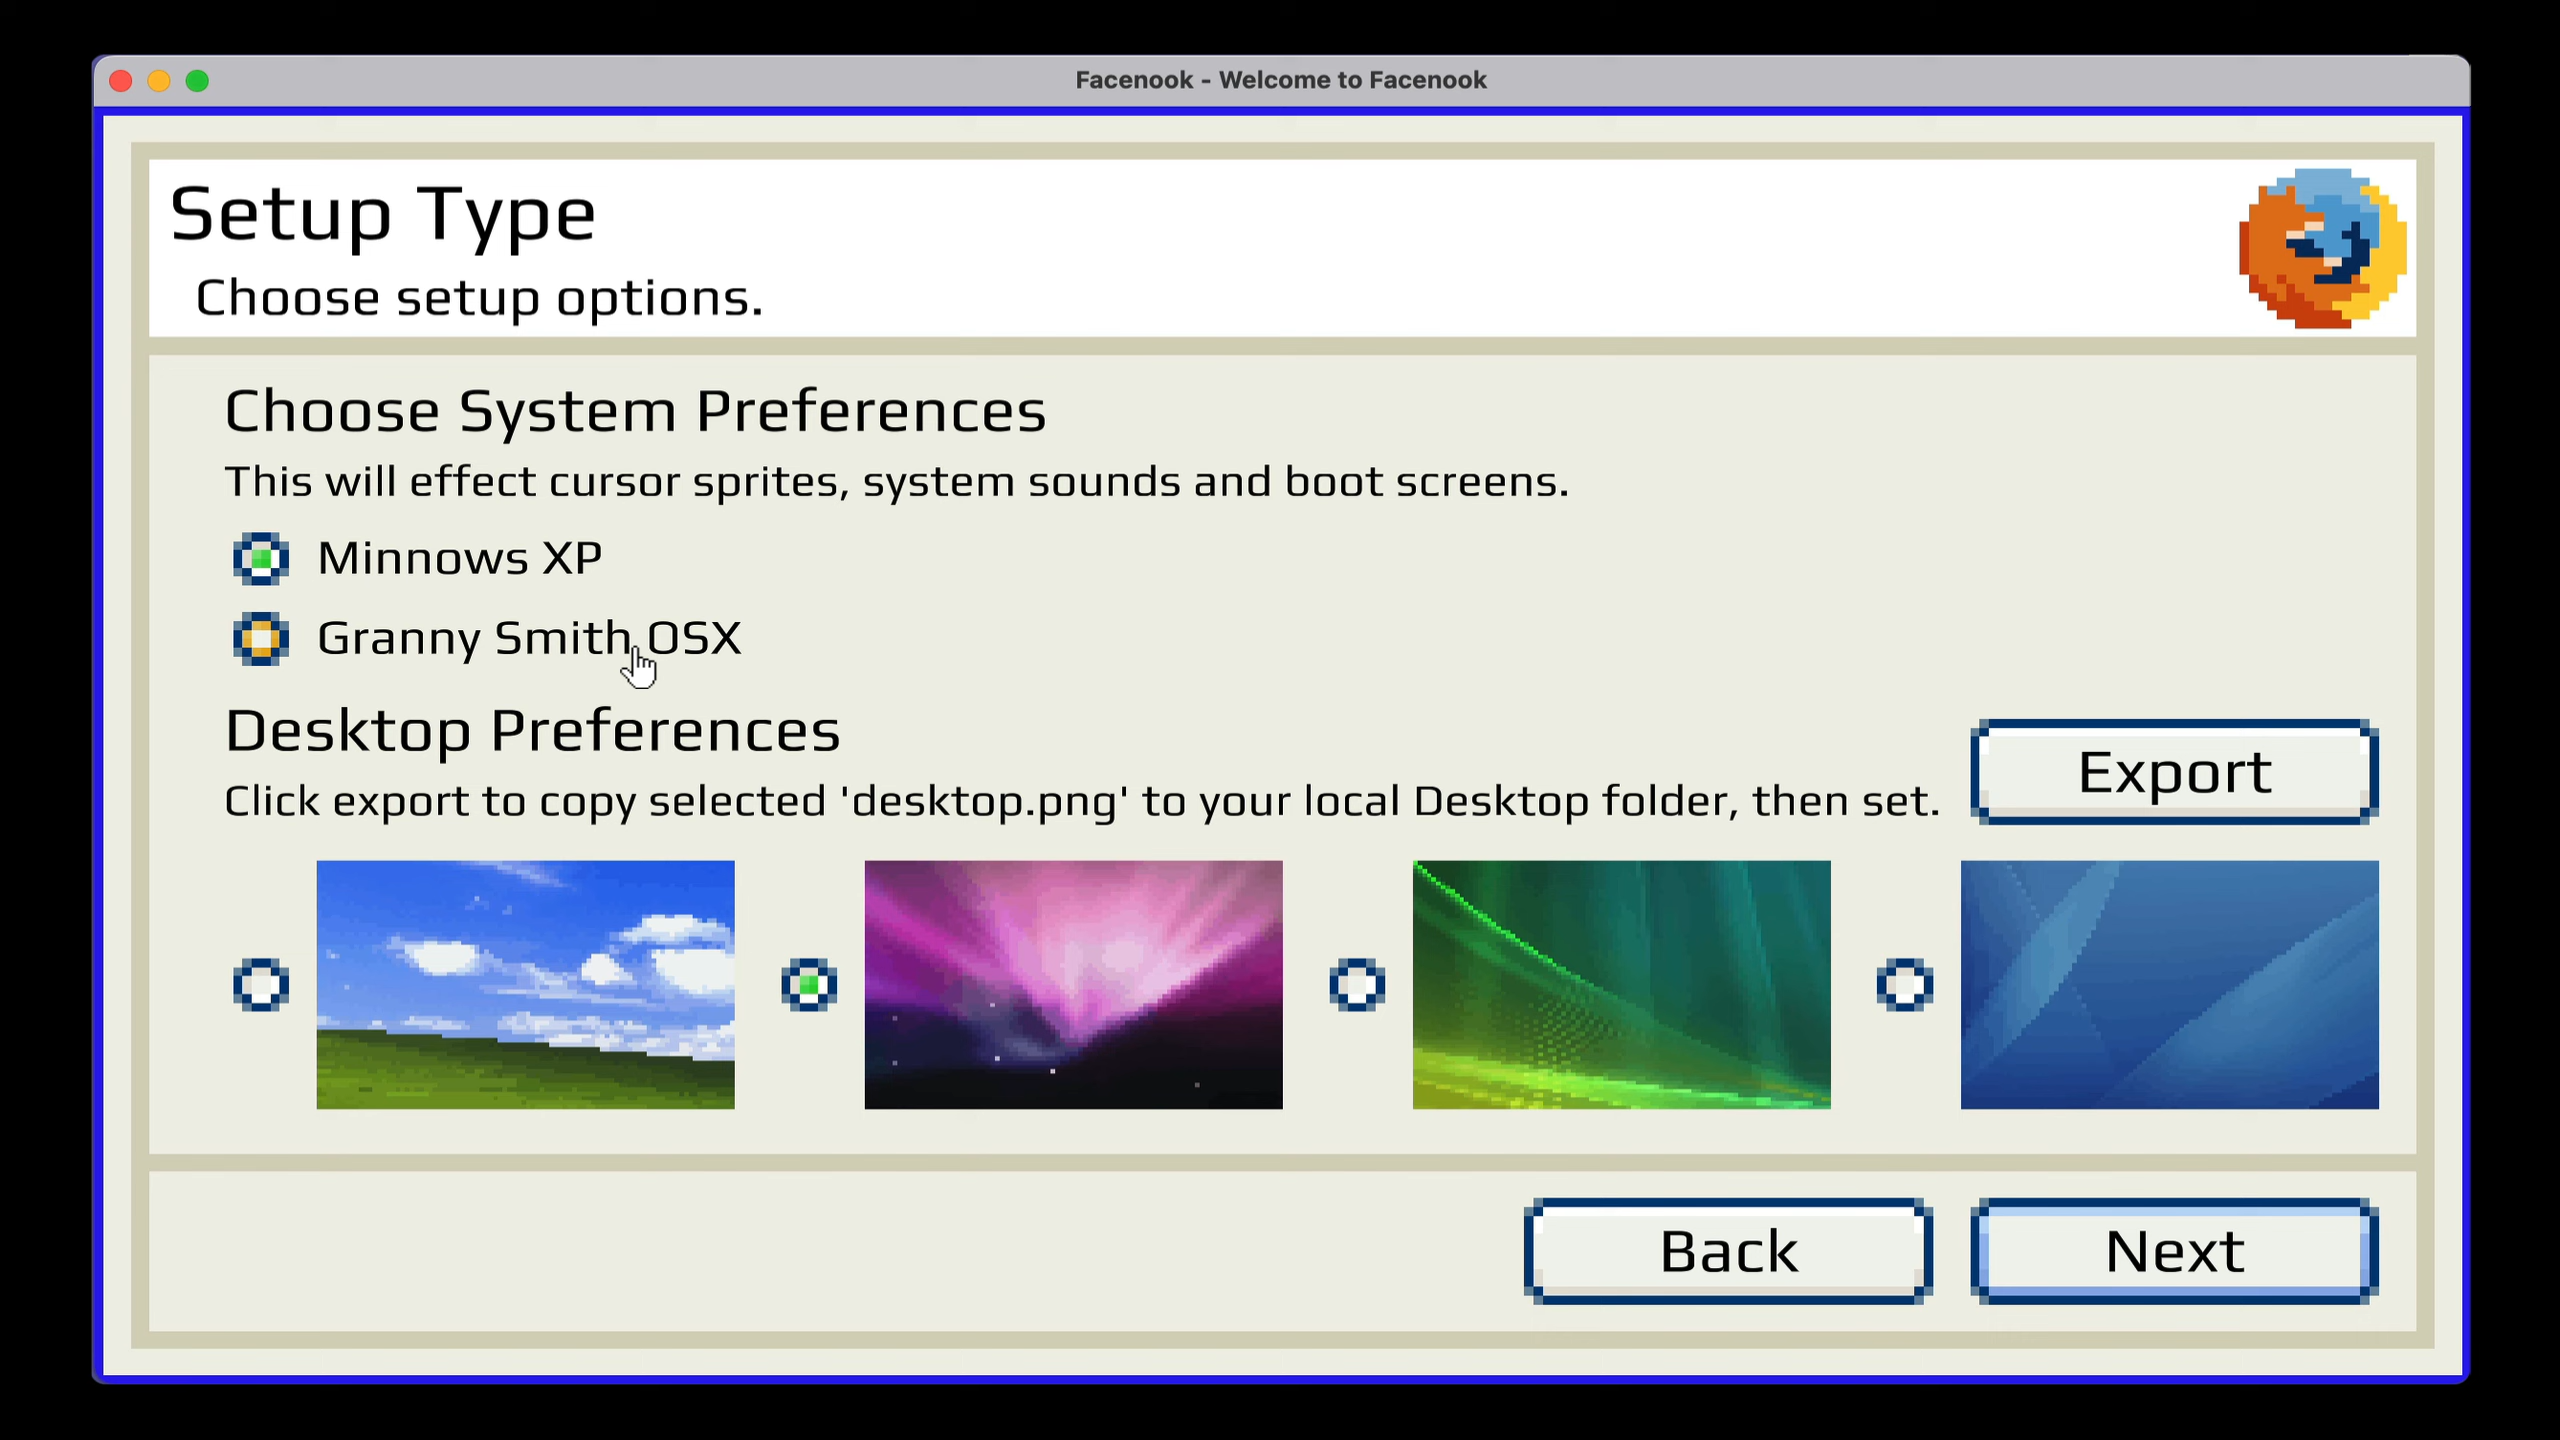 Facenook - Welcome to Facenook
Setup Type
Choose setup options.
Choose System Preferences
This will effect cursor sprites, system sounds and boot screens.
Minnows XP
Granny Smith OSX
Desktop Preferences
Export
Click export to copy selected 'desktop.png' to your local Desktop folder, then set.
Back
Next